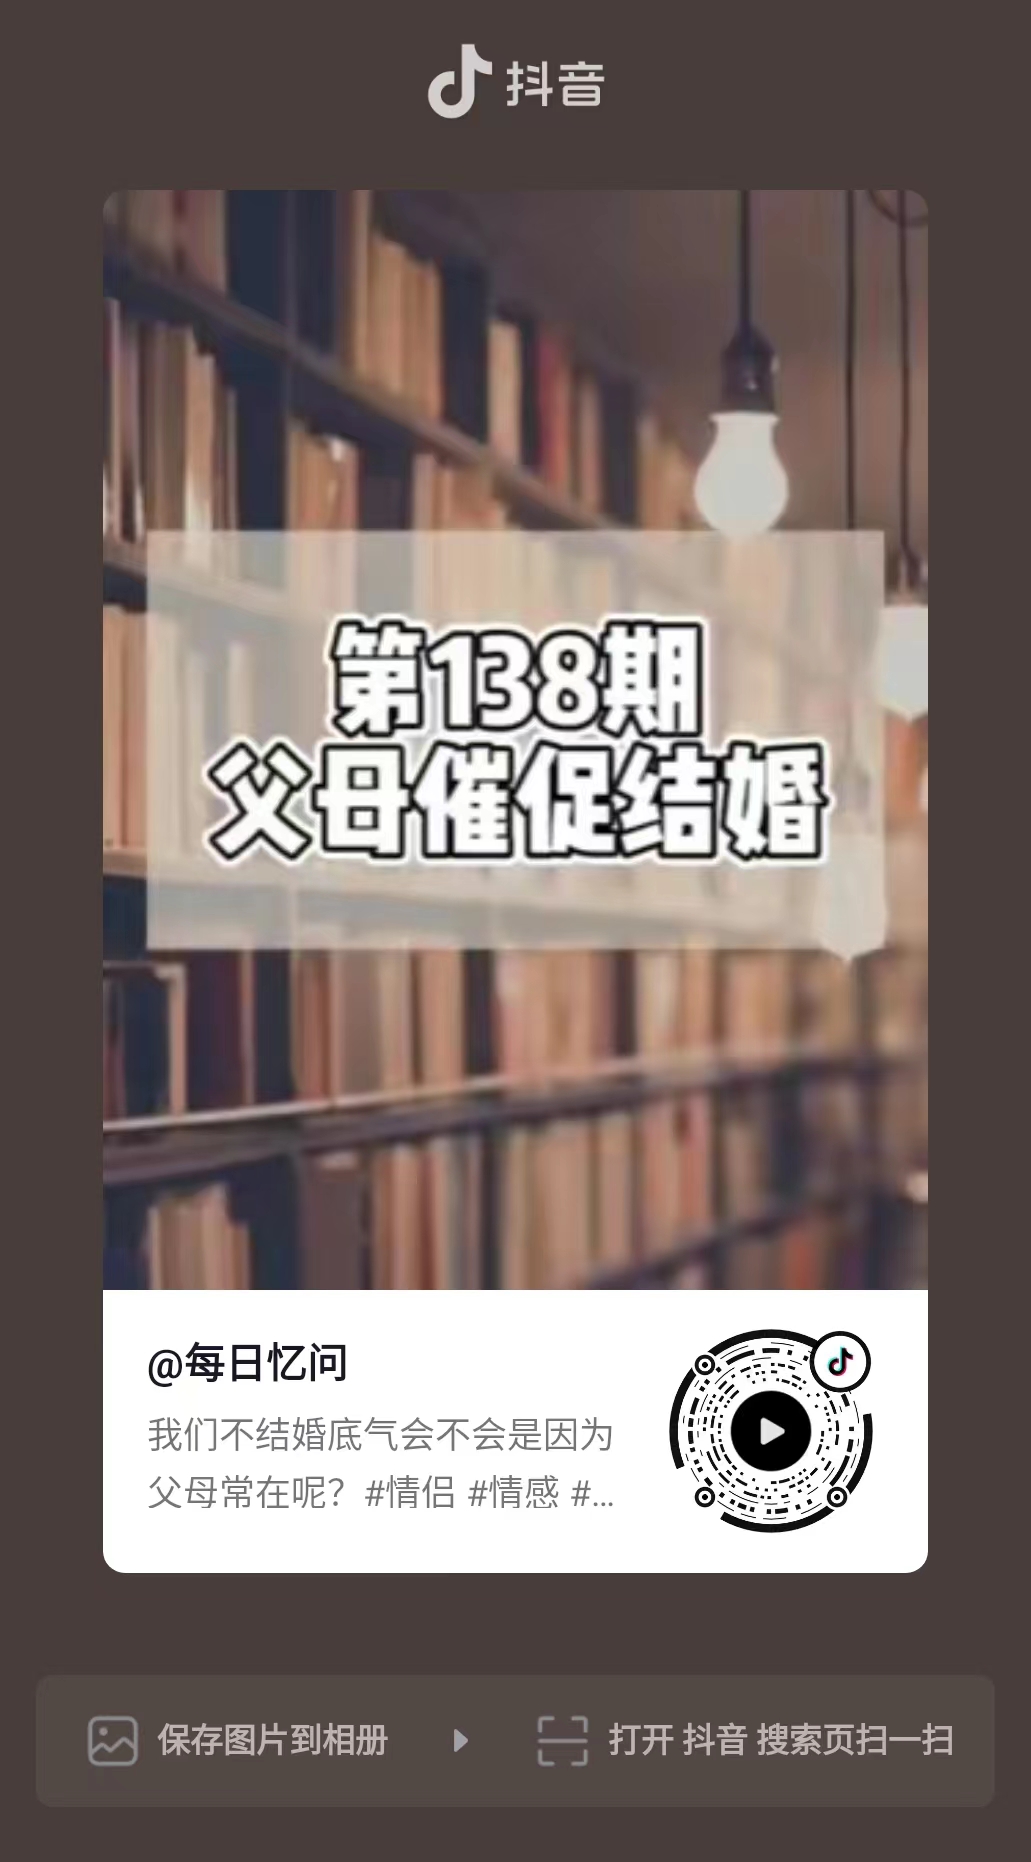 抖音
第138期
父母催促结婚
@每日忆问
我们不结婚底气会不会是因为
父母常在呢？#情侣 #情感 #...
保存图片到相册
打开 抖音 搜索页扫一扫